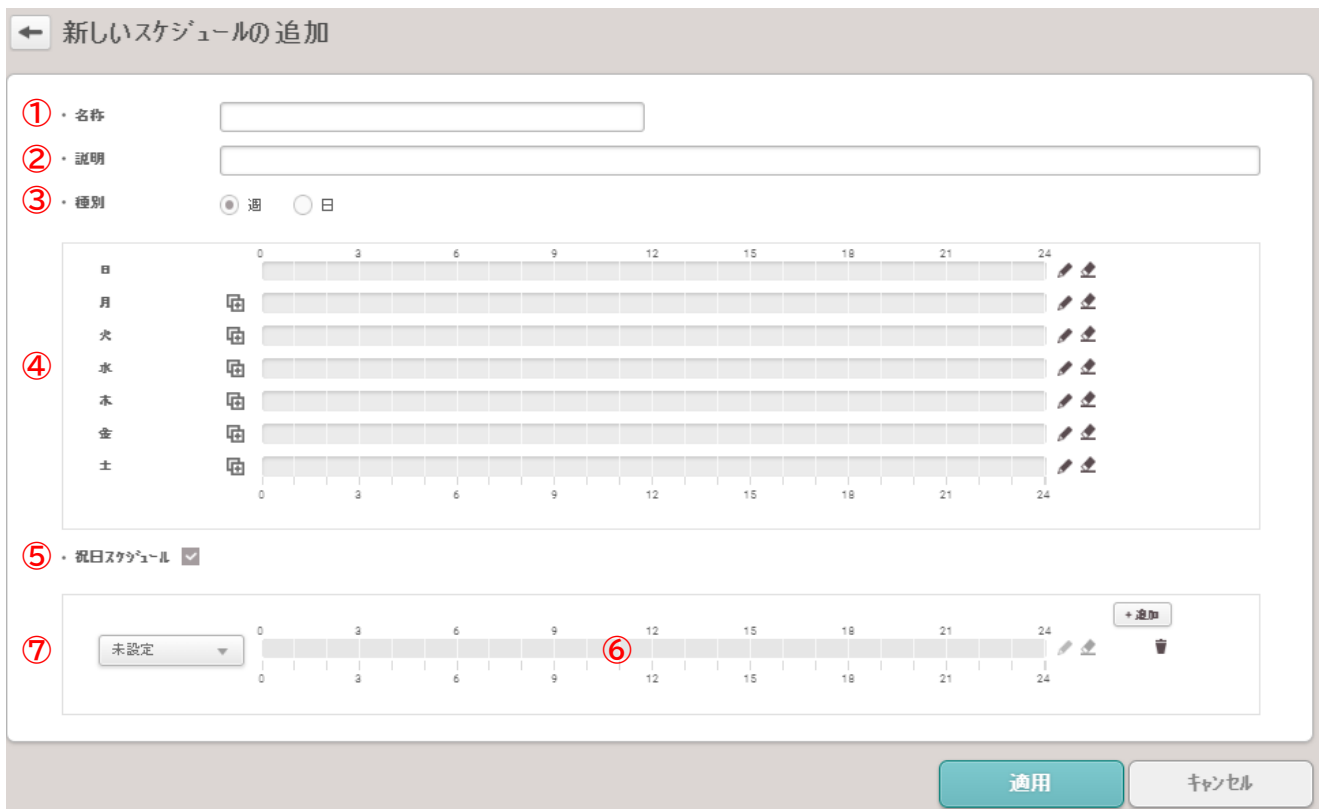 新しいスケジュールの追加
① ・ 名称
② ・ 説明
③ ・ 種別 週 日
0 3 6 9 12 15 18 21 24
日
月
火
④ 水
木
金
土
0 3 6 9 12 15 18 21 24
⑤ ・ 祝日スケジュール
+ 追加
0 3 6 9 12 15 18 21 24
⑦ 未設定 ⑥
0 3 6 9 12 15 18 21 24
適用 キャンセル